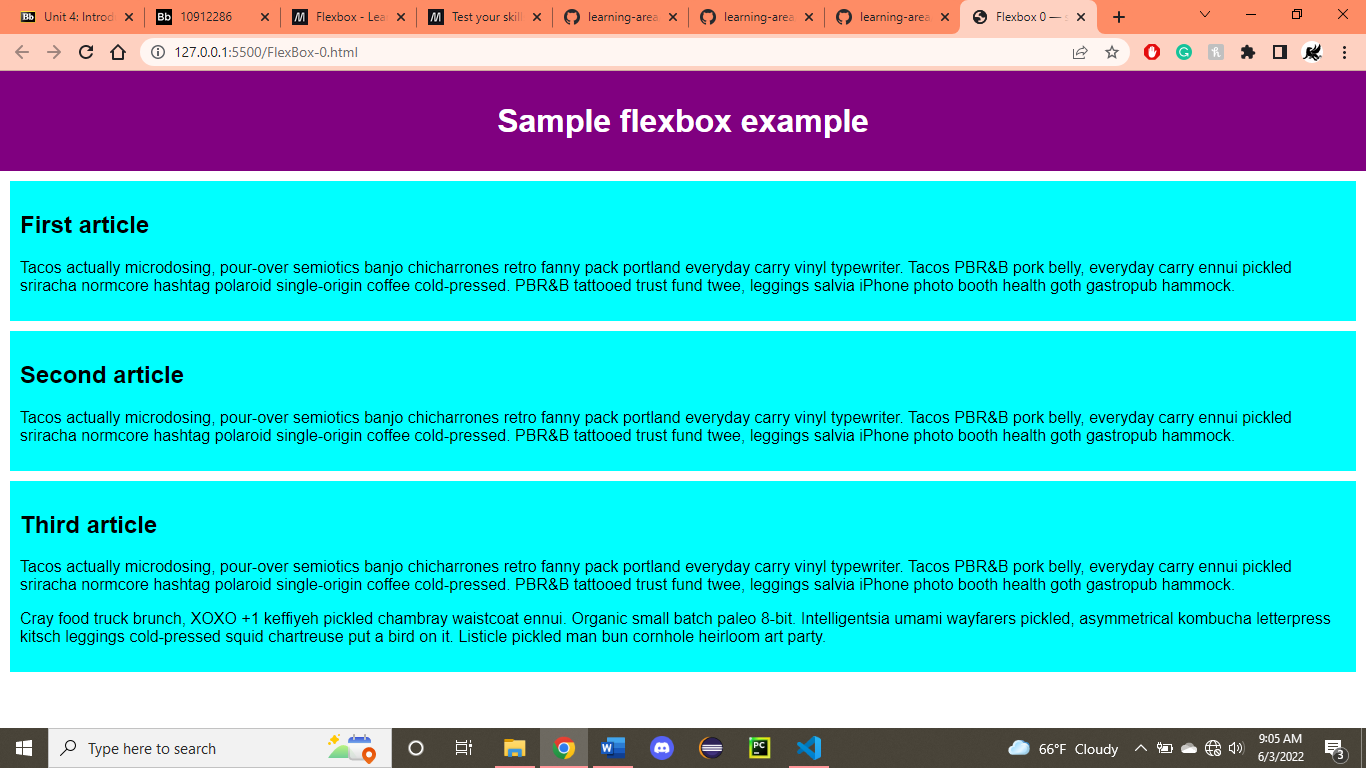 Unit 4: Introd
10912286
Flexbox - Lea
Test your skil
learning-area
learning-area
learning-area
Flexbox 0 —
127.0.0.1:5500/FlexBox-0.html
Sample flexbox example
First article
Tacos actually microdosing, pour-over semiotics banjo chicharrones retro fanny pack portland everyday carry vinyl typewriter. Tacos PBR&B pork belly, everyday carry ennui pickled
sriracha normcore hashtag polaroid single-origin coffee cold-pressed. PBR&B tattooed trust fund twee, leggings salvia iPhone photo booth health goth gastropub hammock.
Second article
Tacos actually microdosing, pour-over semiotics banjo chicharrones retro fanny pack portland everyday carry vinyl typewriter. Tacos PBR&B pork belly, everyday carry ennui pickled
sriracha normcore hashtag polaroid single-origin coffee cold-pressed. PBR&B tattooed trust fund twee, leggings salvia iPhone photo booth health goth gastropub hammock.
Third article
Tacos actually microdosing, pour-over semiotics banjo chicharrones retro fanny pack portland everyday carry vinyl typewriter. Tacos PBR&B pork belly, everyday carry ennui pickled
sriracha normcore hashtag polaroid single-origin coffee cold-pressed. PBR&B tattooed trust fund twee, leggings salvia iPhone photo booth health goth gastropub hammock.
Cray food truck brunch, XOXO +1 keffiyeh pickled chambray waistcoat ennui. Organic small batch paleo 8-bit. Intelligentsia umami wayfarers pickled, asymmetrical kombucha letterpress
kitsch leggings cold-pressed squid chartreuse put a bird on it. Listicle pickled man bun cornhole heirloom art party.
Type here to search
66°F Cloudy
9:05 AM
6/3/2022
3